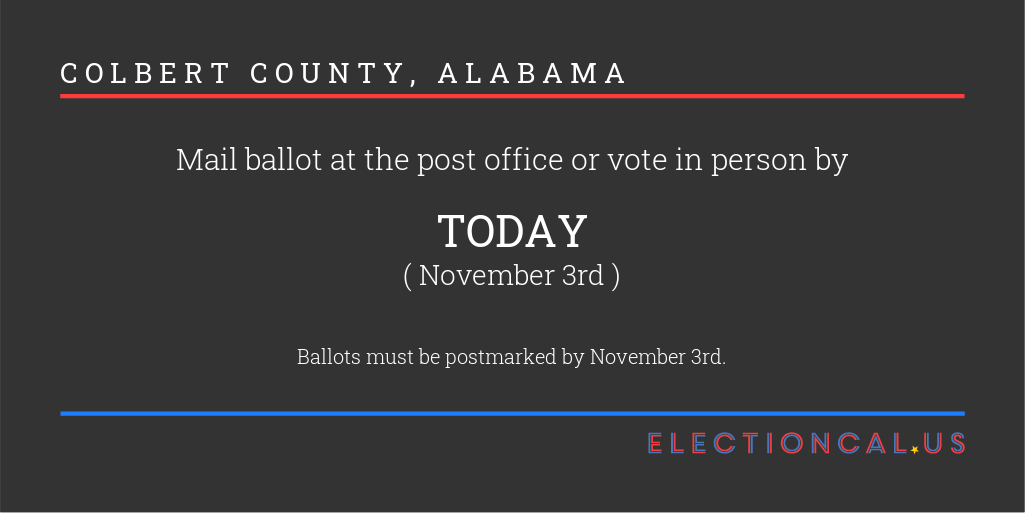 COLBERT COUNTY, ALABAMA
Mail ballot at the post office or vote in person by
TODAY
( November 3rd )
Ballots must be postmarked by November 3rd.
ELECTIONCAL.US